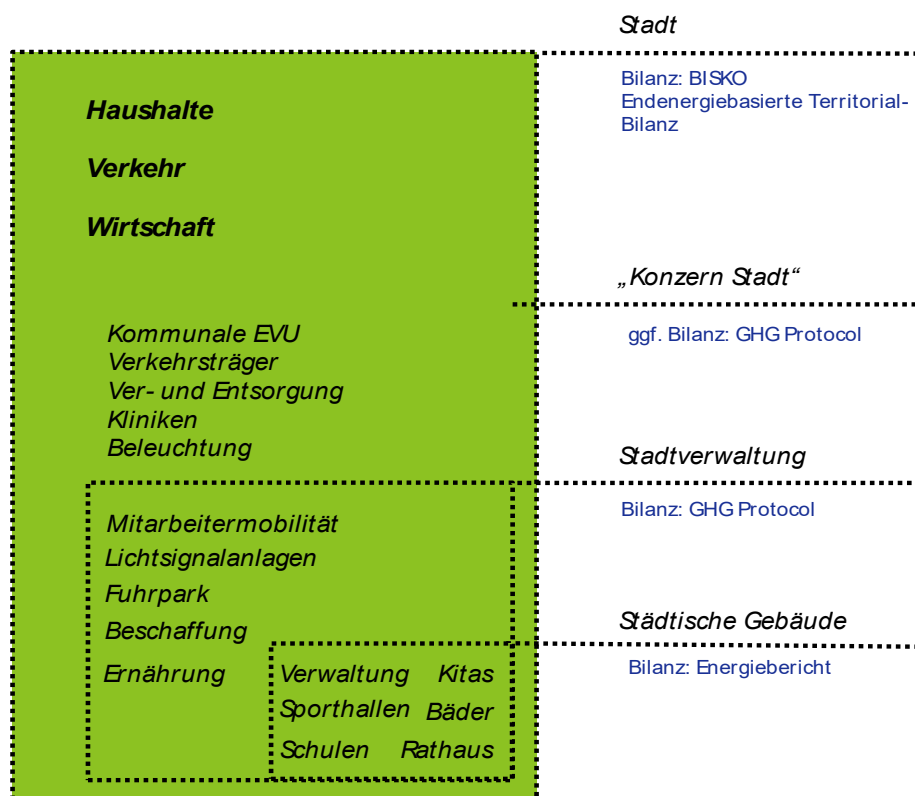 Stadt
Bilanz: BISKO
Endenergiebasierte Territorial-
Bilanz
Haushalte
Verkehr
Wirtschaft
„Konzern Stadt“
ggf. Bilanz: GHG Protocol
Kommunale EVU
Verkehrsträger
Ver- und Entsorgung
Kliniken
Beleuchtung
Stadtverwaltung
Bilanz: GHG Protocol
Mitarbeitermobilität
Lichtsignalanlagen
Fuhrpark
Beschaffung
Ernährung
Städtische Gebäude
Bilanz: Energiebericht
Verwaltung Kitas
Sporthallen Bäder
Schulen Rathaus